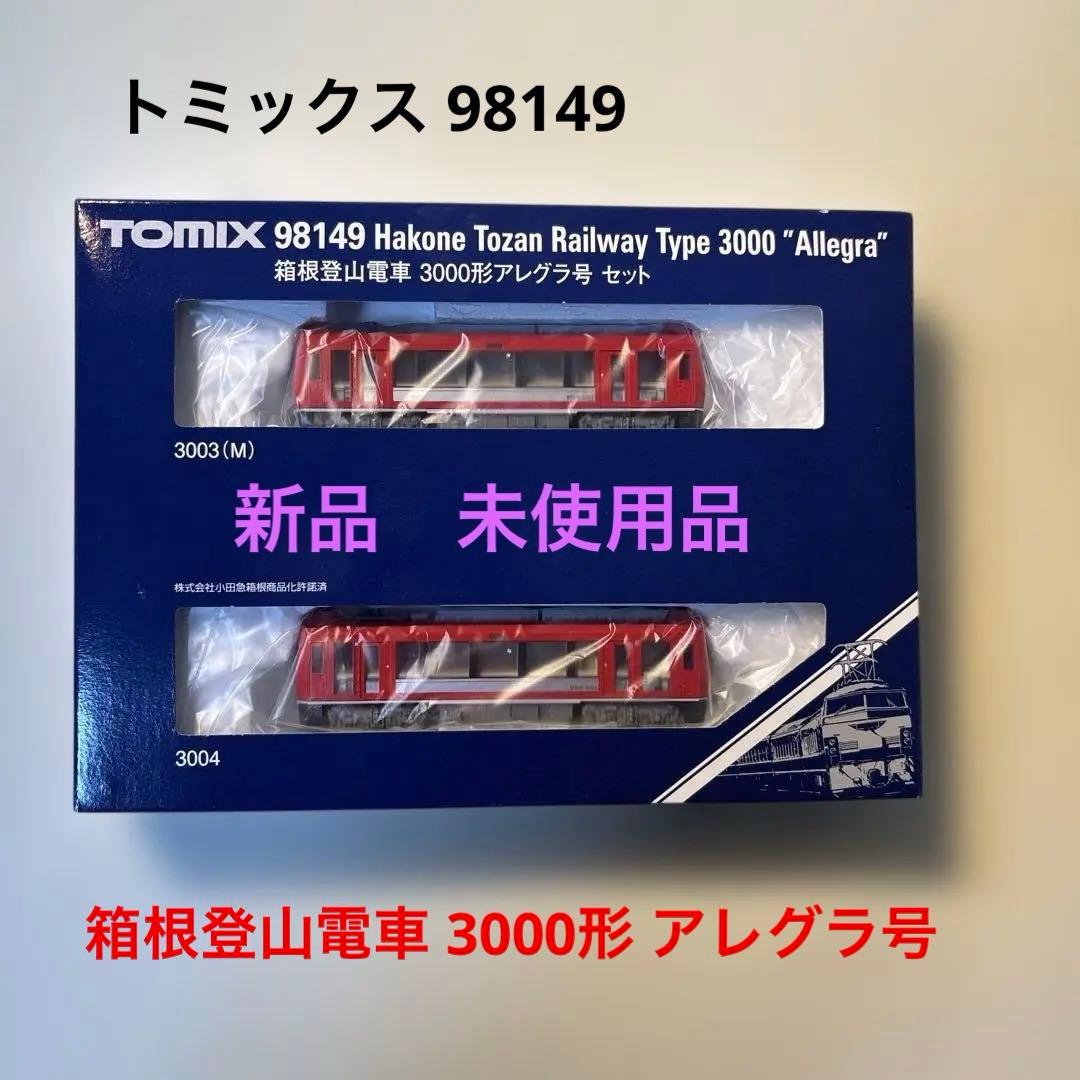 トミックス 98149
TOMIX 98149 Hakone Tozan Railway Type 3000 "Allegra"
箱根登山電車 3000形アレグラ号 セット
3003(M)
新品　未使用品
株式会社小田急箱根商品化許諾済
3004
箱根登山電車 3000形 アレグラ号